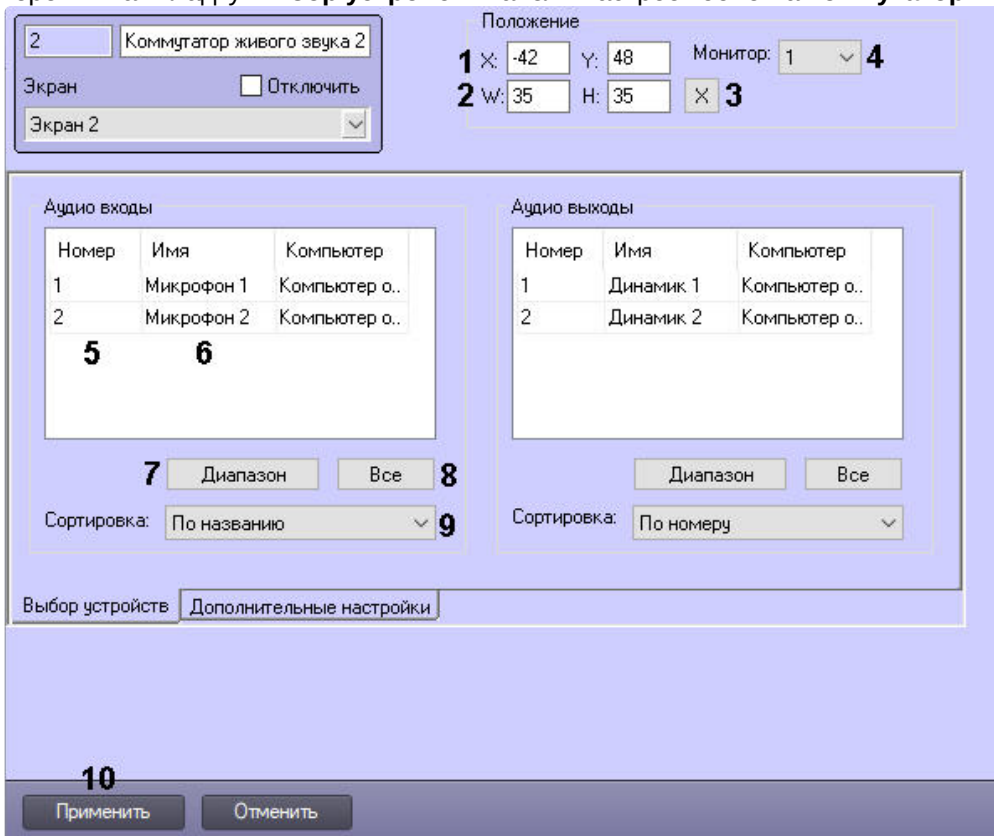 Положение
2 Коммутатор живого звука 2
1 X: -42 Y: 48 Монитор: 1 4
Экран Отключить
2 W: 35 H: 35 X 3
Экран 2
Аудио входы Аудио выходы
Номер Имя Компьютер Номер Имя Компьютер
1 Микрофон 1 Компьютер о.. 1 Динамик 1 Компьютер о..
2 Микрофон 2 Компьютер о.. 2 Динамик 2 Компьютер о..
5 6
7 Диапазон Все 8 Диапазон Все
Сортировка: По названию 9 Сортировка: По номеру
Выбор устройств Дополнительные настройки
10
Применить Отменить